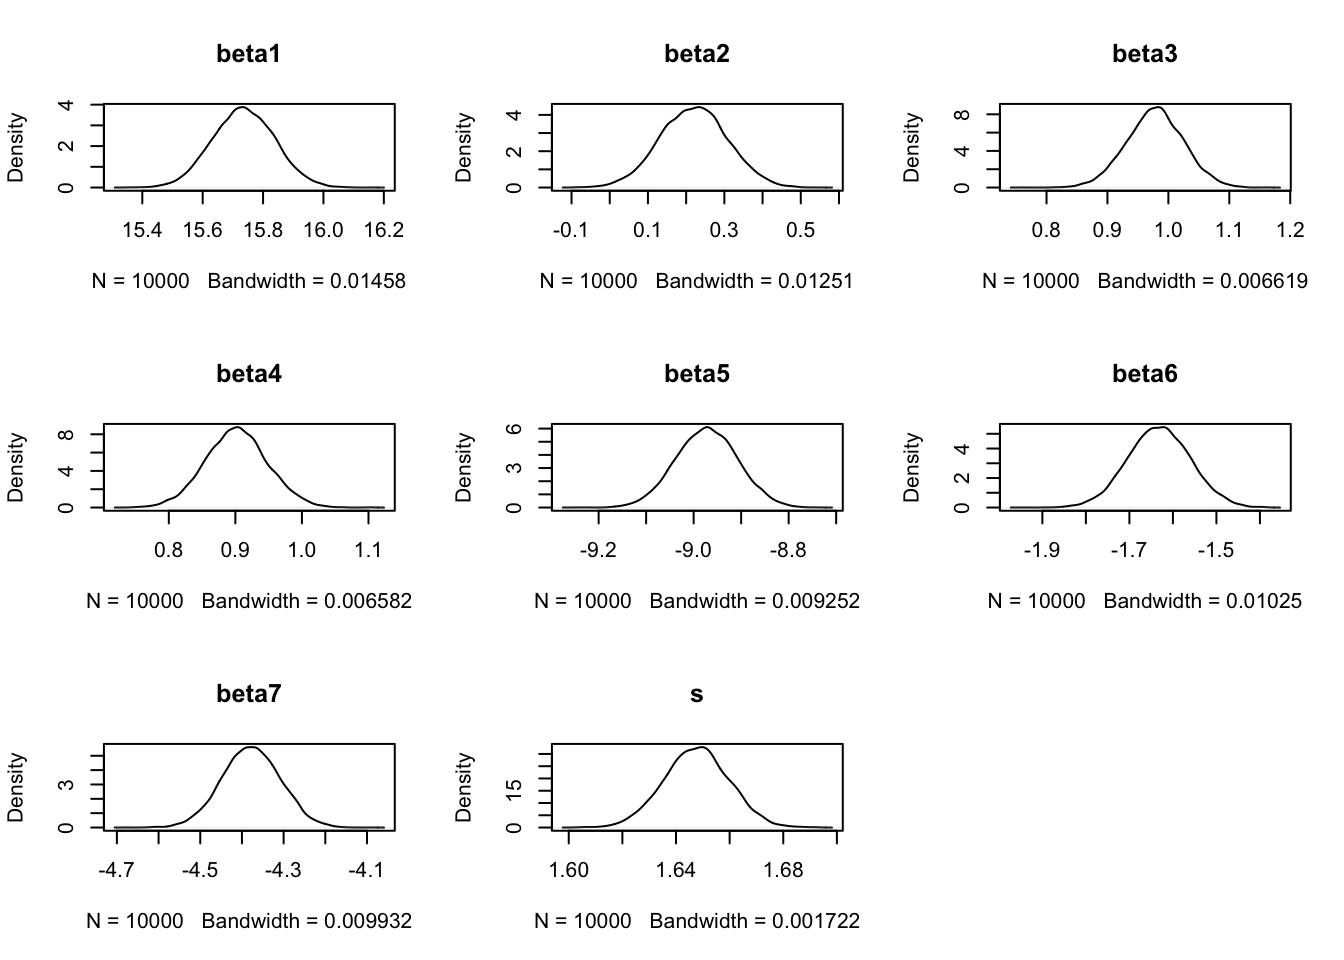 beta1
Density
0 2 4
15.4 15.6 15.8 16.0 16.2
N = 10000 Bandwidth = 0.01458
beta2
Density
0 2 4
-0.1 0.1 0.3 0.5
N = 10000 Bandwidth = 0.01251
beta3
Density
0 4 8
0.8 0.9 1.0 1.1 1.2
N = 10000 Bandwidth = 0.006619
beta4
Density
0 4 8
0.8 0.9 1.0 1.1
N = 10000 Bandwidth = 0.006582
beta5
Density
0 3 6
-9.2 -9.0 -8.8
N = 10000 Bandwidth = 0.009252
beta6
Density
0 2 4
-1.9 -1.7 -1.5
N = 10000 Bandwidth = 0.01025
beta7
Density
0 3
-4.7 -4.5 -4.3 -4.1
N = 10000 Bandwidth = 0.009932
s
Density
0 15
1.60 1.64 1.68
N = 10000 Bandwidth = 0.001722